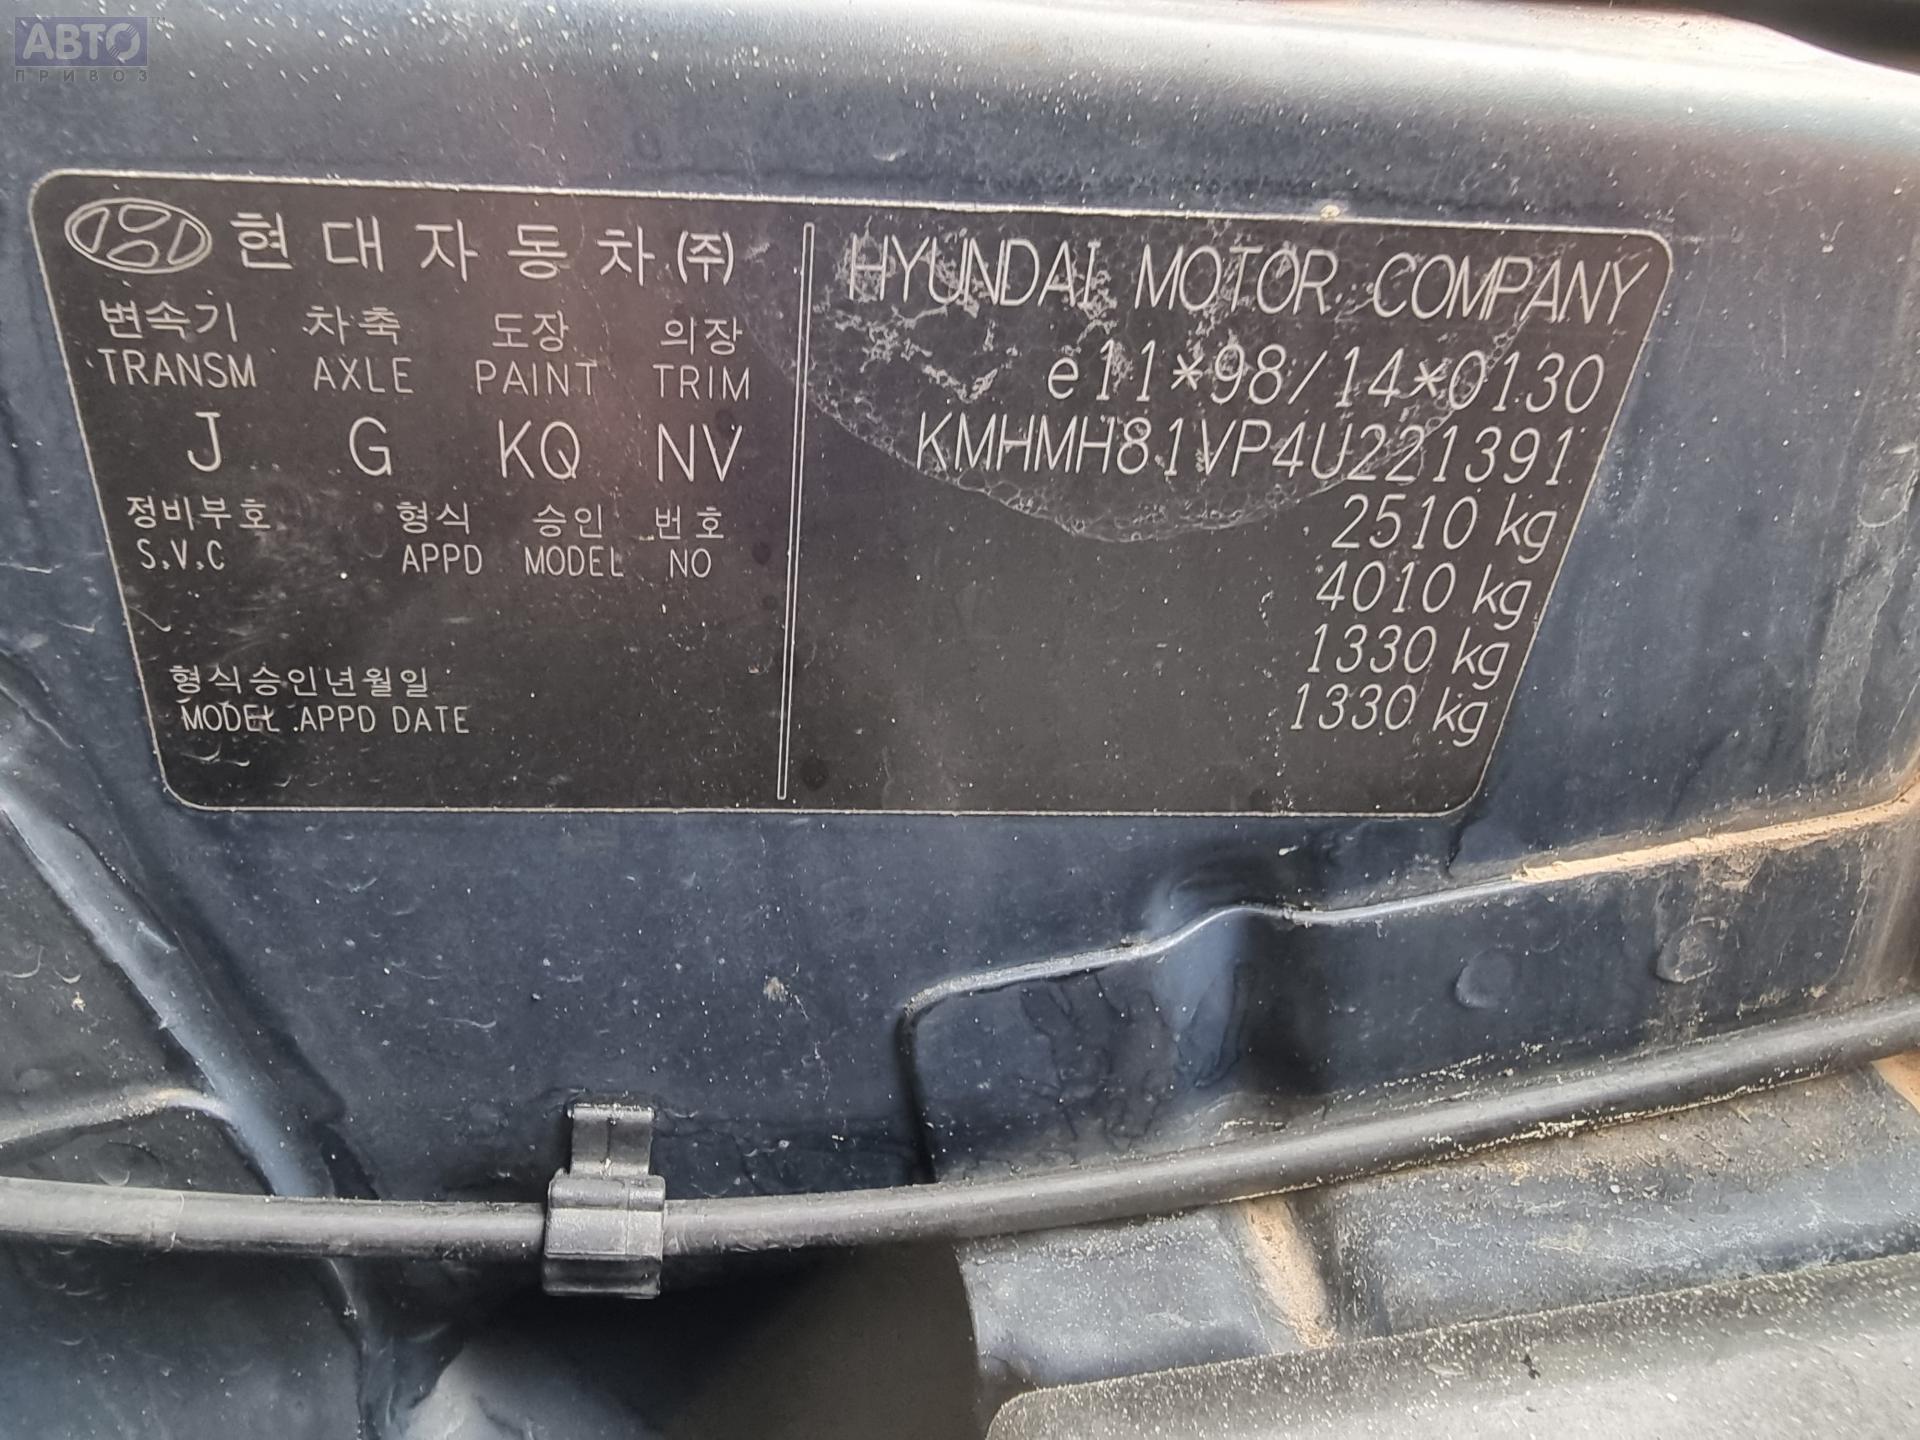 АВТО
ПРИВОЗ
현대자동차(주)
변속기 차축 도장 의장
TRANSM AXLE PAINT TRIM
J G KQ NV
정비부호 형식 승인 번호
S.V.C APPD MODEL NO
형식승인년월일
MODEL APPD DATE
HYUNDAI MOTOR COMPANY
e11*98/14*0130
KMHMH81VP4U221391
2510 kg
4010 kg
1330 kg
1330 kg